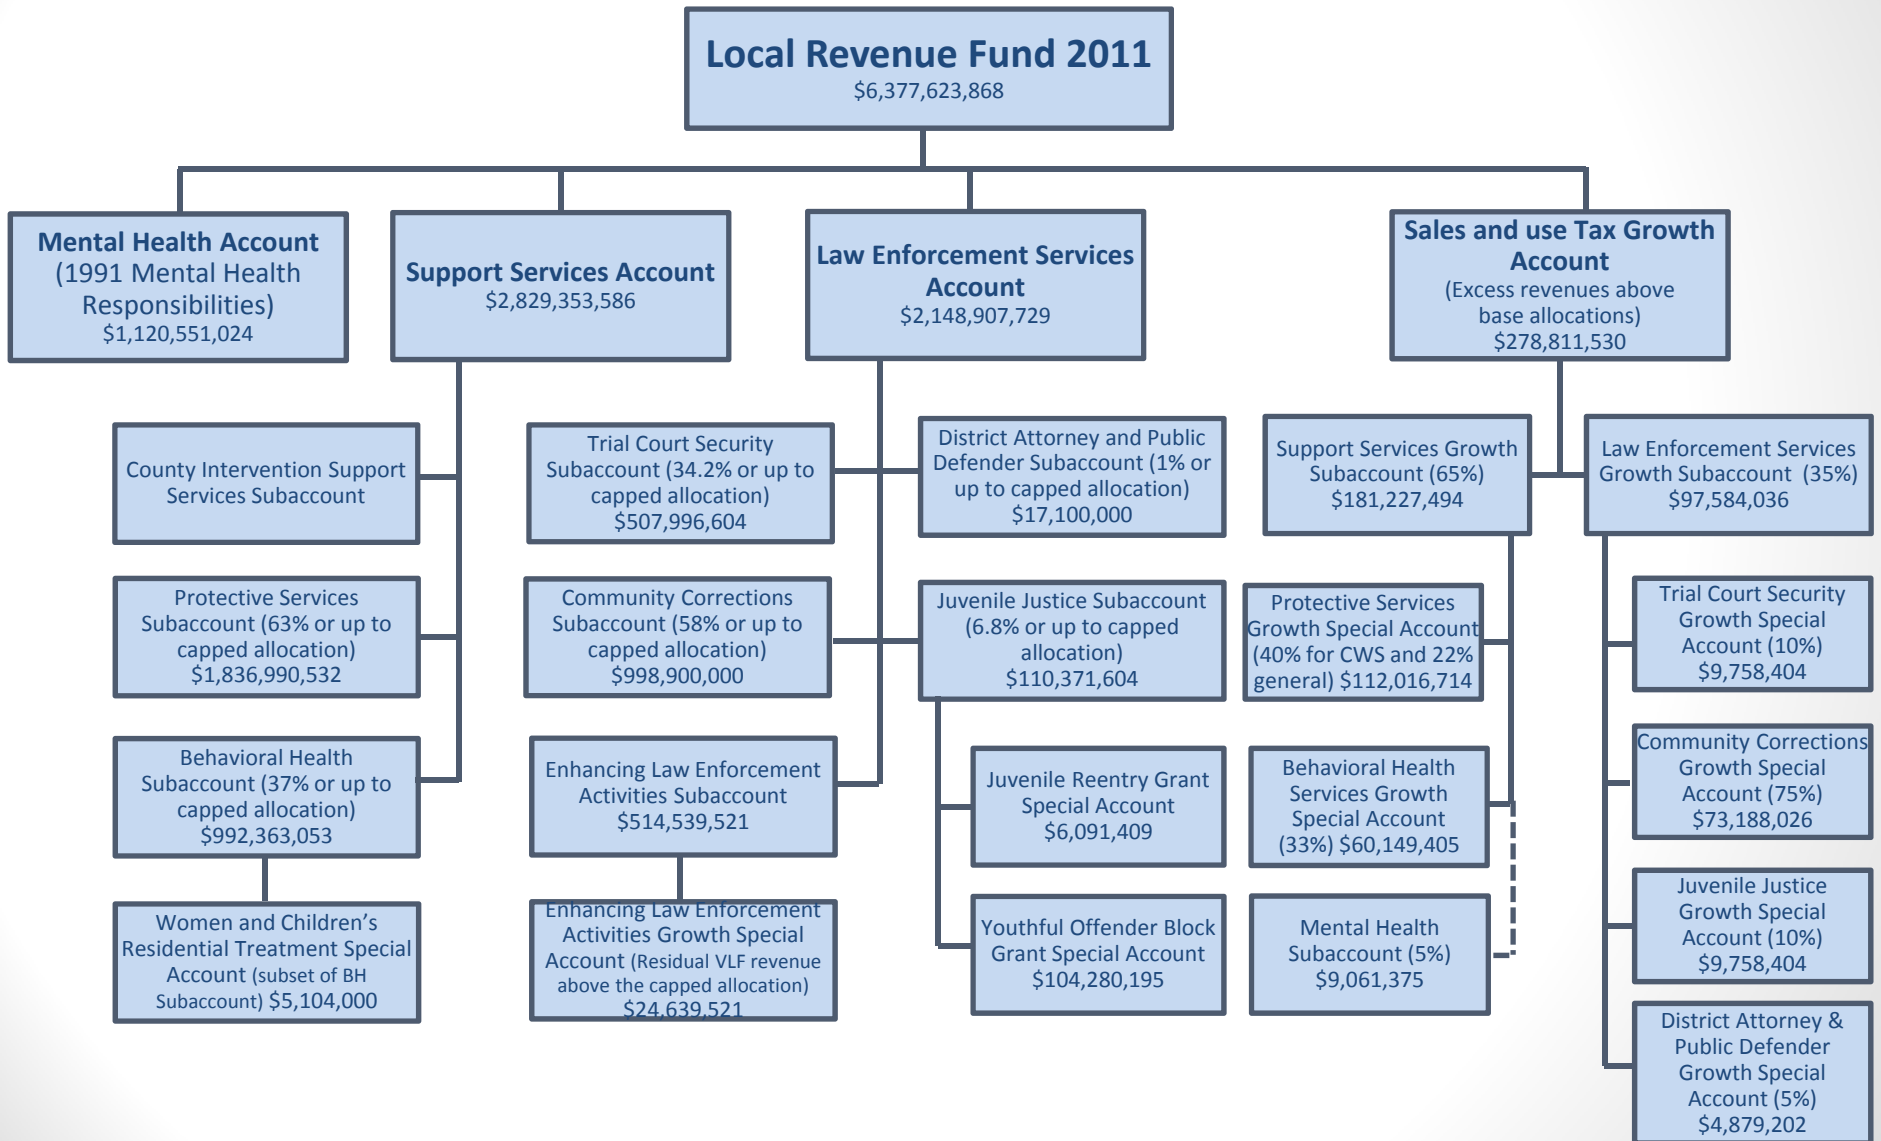 Local Revenue Fund 2011
$6,377,623,868
Mental Health Account
(1991 Mental Health
Responsibilities)
$1,120,551,024
Support Services Account
$2,829,353,586
Law Enforcement Services
Account
$2,148,907,729
Sales and use Tax Growth
Account
(Excess revenues above
base allocations)
$278,811,530
County Intervention Support
Services Subaccount
Protective Services
Subaccount (63% or up to
capped allocation)
$1,836,990,532
Behavioral Health
Subaccount (37% or up to
capped allocation)
$992,363,053
Women and Children's
Residential Treatment Special
Account (subset of BH
Subaccount) $5,104,000
Trial Court Security
Subaccount (34.2% or up to
capped allocation)
$507,996,604
Community Corrections
Subaccount (58% or up to
capped allocation)
$998,900,000
Enhancing Law Enforcement
Activities Subaccount
$514,539,521
Enhancing Law Enforcement
Activities Growth Special
Account (Residual VLF revenue
above the capped allocation)
$24,639,521
District Attorney and Public
Defender Subaccount (1% or
up to capped allocation)
$17,100,000
Juvenile Justice Subaccount
(6.8% or up to capped
allocation)
$110,371,604
Juvenile Reentry Grant
Special Account
$6,091,409
Youthful Offender Block
Grant Special Account
$104,280,195
Support Services Growth
Subaccount (65%)
$181,227,494
Protective Services
Growth Special Account
(40% for CWS and 22%
general) $112,016,714
Behavioral Health
Services Growth
Special Account
(33%) $60,149,405
Mental Health
Subaccount (5%)
$9,061,375
Law Enforcement Services
Growth Subaccount (35%)
$97,584,036
Trial Court Security
Growth Special
Account (10%)
$9,758,404
Community Corrections
Growth Special
Account (75%)
$73,188,026
Juvenile Justice
Growth Special
Account (10%)
$9,758,404
District Attorney &
Public Defender
Growth Special
Account (5%)
$4,879,202